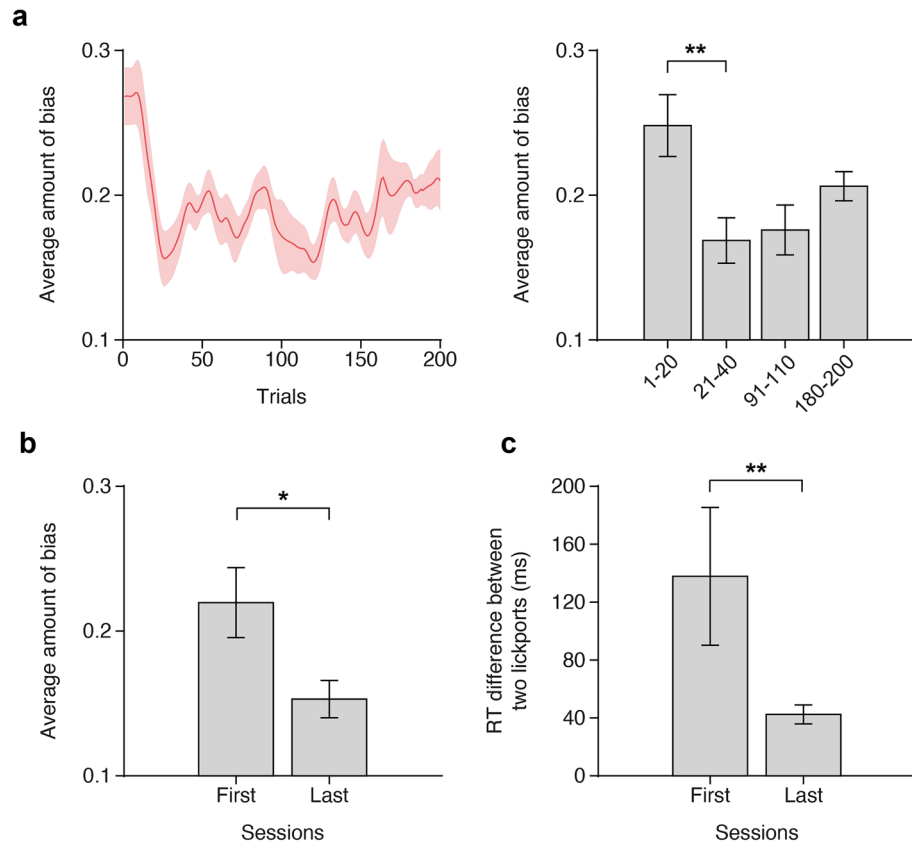 a
Average amount of bias
0.3
0.2
0.1
0
50
100
150
200
Trials
Average amount of bias
0.3
0.2
0.1
**
1-20
21-40
91-110
180-200
b
Average amount of bias
0.3
0.2
0.1
*
First
Last
Sessions
c
RT difference between
two lickports (ms)
200
160
120
80
40
0
**
First
Last
Sessions